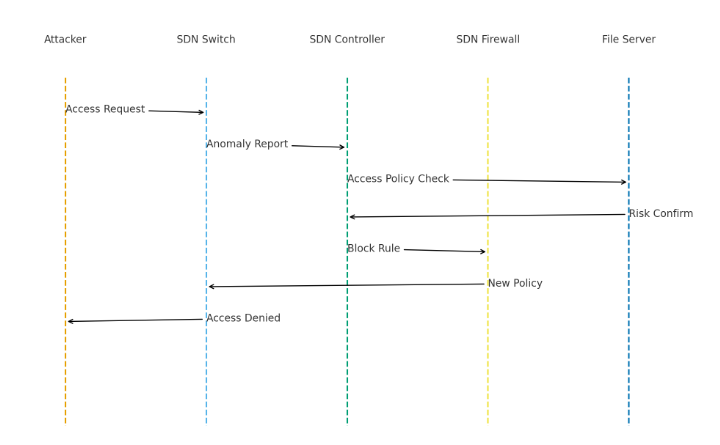 Attacker
SDN Switch
SDN Controller
SDN Firewall
File Server
Access Request
Anomaly Report
Access Policy Check
Risk Confirm
Block Rule
New Policy
Access Denied